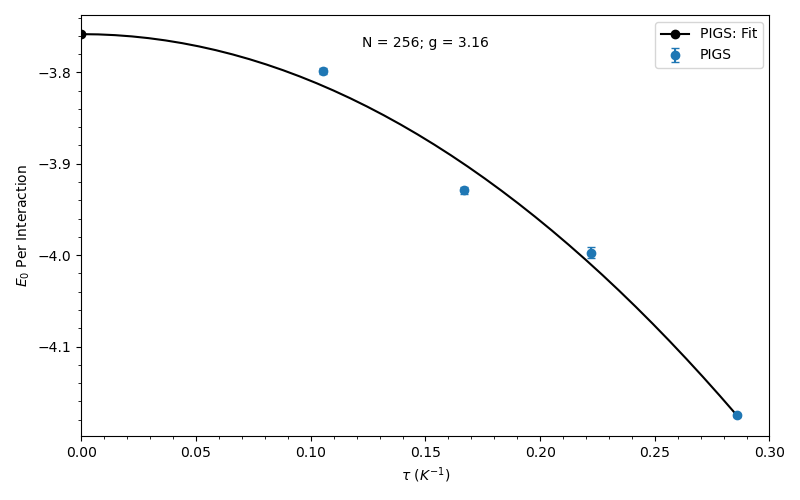 N = 256; g = 3.16
PIGS: Fit
PIGS
E₀ Per Interaction
−3.8
−3.9
−4.0
−4.1
0.00 0.05 0.10 0.15 0.20 0.25 0.30
τ (K⁻¹)